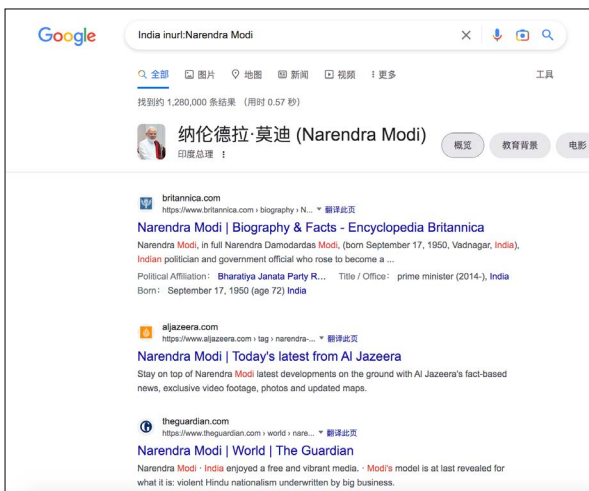 Google
India inurl:Narendra Modi
全部 图片 地图 新闻 视频 更多 工具
找到约 1,280,000 条结果 （用时 0.57 秒）
纳伦德拉·莫迪 (Narendra Modi)
印度总理
概览 教育背景 电影
britannica.com
https://www.britannica.com › biography › N... 翻译此页
Narendra Modi | Biography & Facts - Encyclopedia Britannica
Narendra Modi, in full Narendra Damodardas Modi, (born September 17, 1950, Vadnagar, India),
Indian politician and government official who rose to become a ...
Political Affiliation： Bharatiya Janata Party R... Title / Office： prime minister (2014-), India
Born： September 17, 1950 (age 72) India
aljazeera.com
https://www.aljazeera.com › tag › narendra-... 翻译此页
Narendra Modi | Today's latest from Al Jazeera
Stay on top of Narendra Modi latest developments on the ground with Al Jazeera's fact-based
news, exclusive video footage, photos and updated maps.
theguardian.com
https://www.theguardian.com › world › nare... 翻译此页
Narendra Modi | World | The Guardian
Narendra Modi · India enjoyed a free and vibrant media. · Modi's model is at last revealed for
what it is: violent Hindu nationalism underwritten by big business.